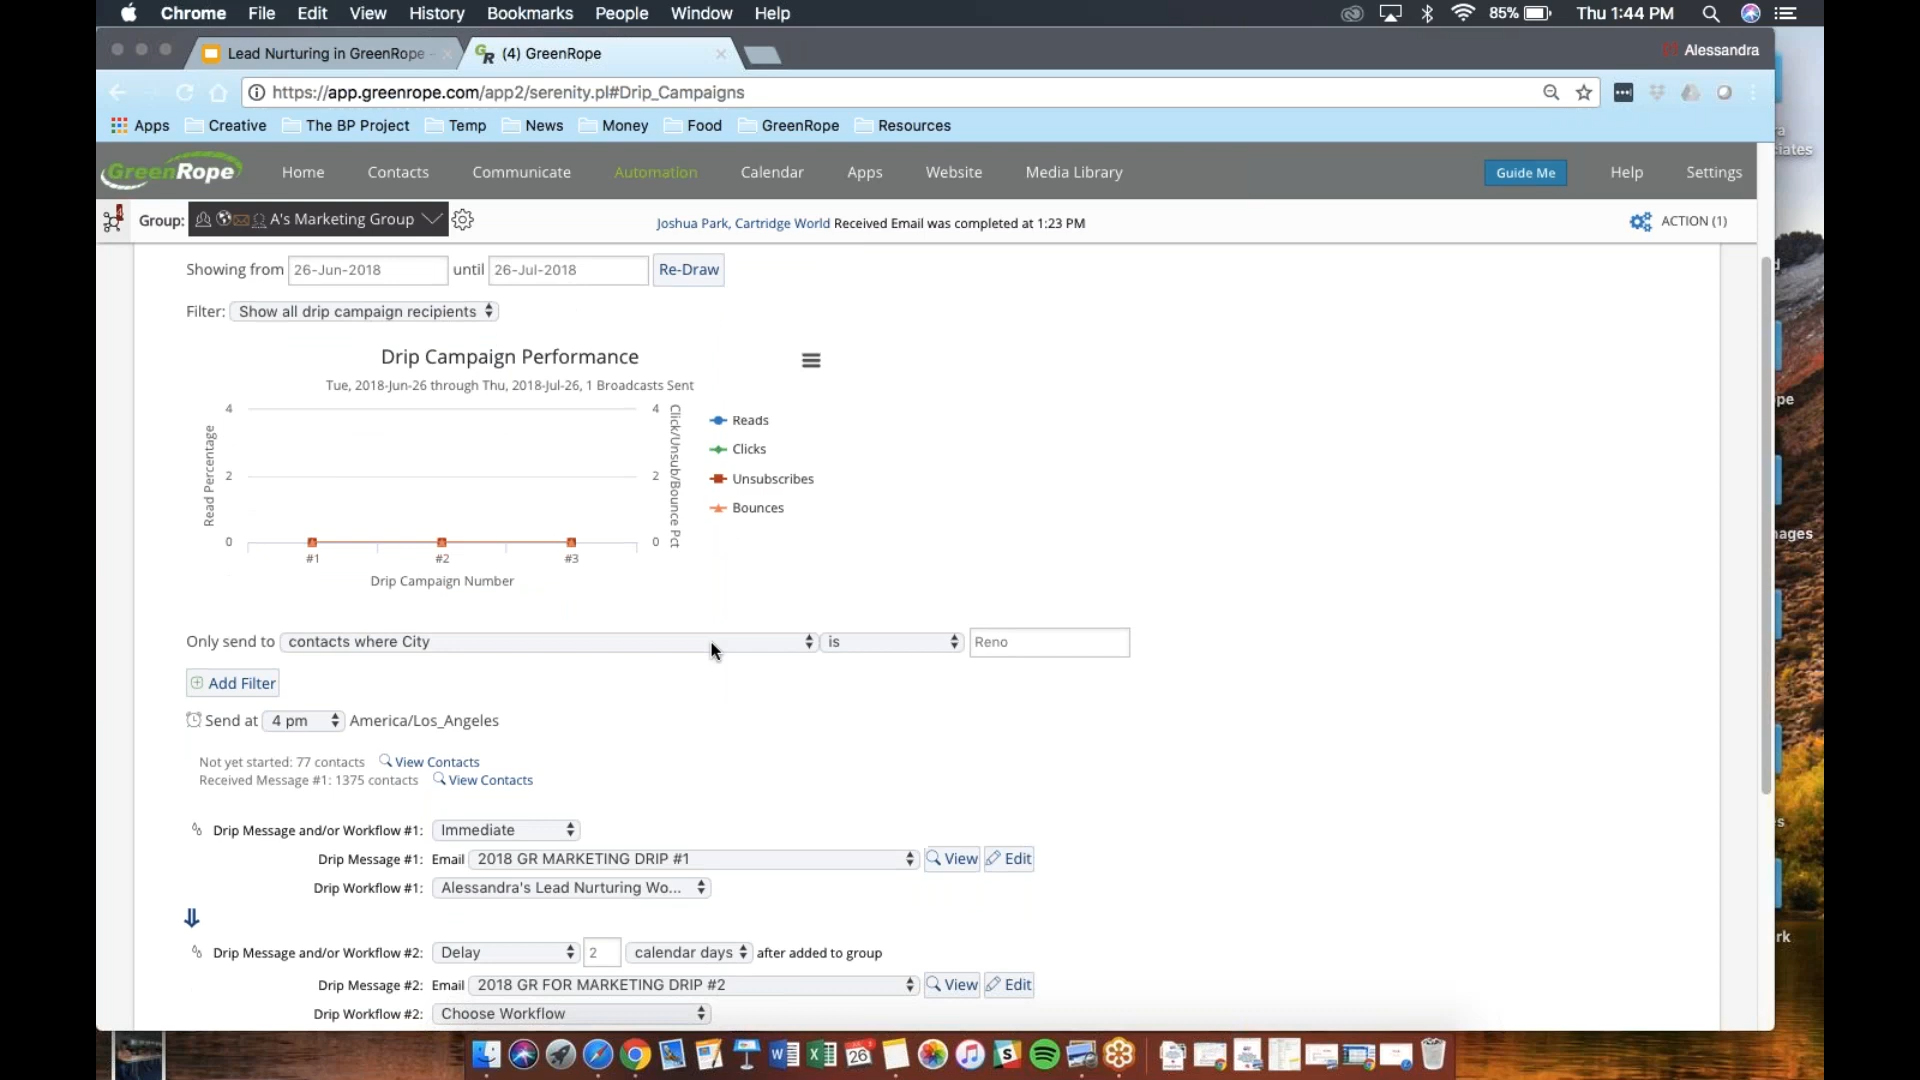 Chrome File Edit View History Bookmarks People Window Help 85% Thu 1:44 PM
Lead Nurturing in GreenRope - (4) GreenRope Alessandra
https://app.greenrope.com/app2/serenity.pl#Drip_Campaigns
Apps Creative The BP Project Temp News Money Food GreenRope Resources
GreenRope Home Contacts Communicate Automation Calendar Apps Website Media Library Guide Me Help Settings
Group: A's Marketing Group Joshua Park, Cartridge World Received Email was completed at 1:23 PM ACTION (1)
Showing from 26-Jun-2018 until 26-Jul-2018 Re-Draw
Filter: Show all drip campaign recipients
Drip Campaign Performance
Tue, 2018-Jun-26 through Thu, 2018-Jul-26, 1 Broadcasts Sent
4 4
2 2
0 0
Read Percentage
Click/Unsub/Bounce Pct
Reads
Clicks
Unsubscribes
Bounces
#1 #2 #3
Drip Campaign Number
Only send to contacts where City is Reno
Add Filter
Send at 4 pm America/Los_Angeles
Not yet started: 77 contacts View Contacts
Received Message #1: 1375 contacts View Contacts
Drip Message and/or Workflow #1: Immediate
Drip Message #1: Email 2018 GR MARKETING DRIP #1 View Edit
Drip Workflow #1: Alessandra's Lead Nurturing Wo...
Drip Message and/or Workflow #2: Delay 2 calendar days after added to group
Drip Message #2: Email 2018 GR FOR MARKETING DRIP #2 View Edit
Drip Workflow #2: Choose Workflow
26